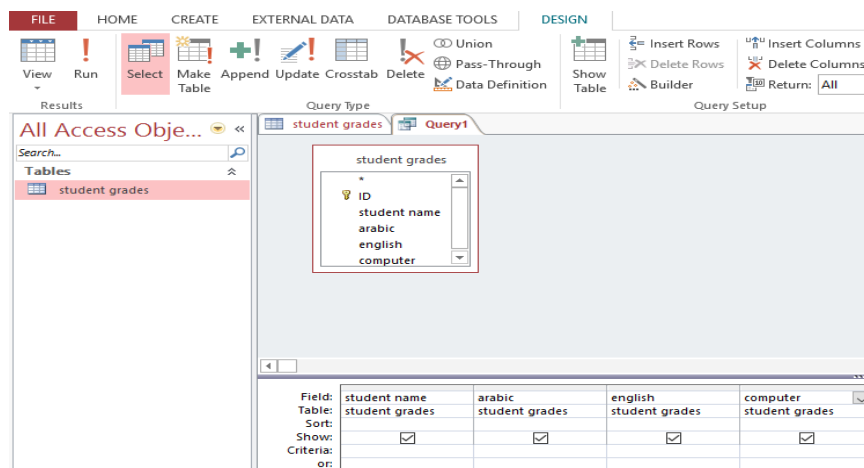 FILE HOME CREATE EXTERNAL DATA DATABASE TOOLS DESIGN
View Run Select Make Table Append Update Crosstab Delete
Union
Pass-Through
Data Definition
Show Table
Insert Rows
Delete Rows
Builder
Insert Columns
Delete Columns
Return: All
Results Query Type Query Setup
All Access Obje...
Search...
Tables
student grades
student grades Query1
student grades
*
ID
student name
arabic
english
computer
Field: student name arabic english computer
Table: student grades student grades student grades student grades
Sort:
Show:
Criteria:
or: